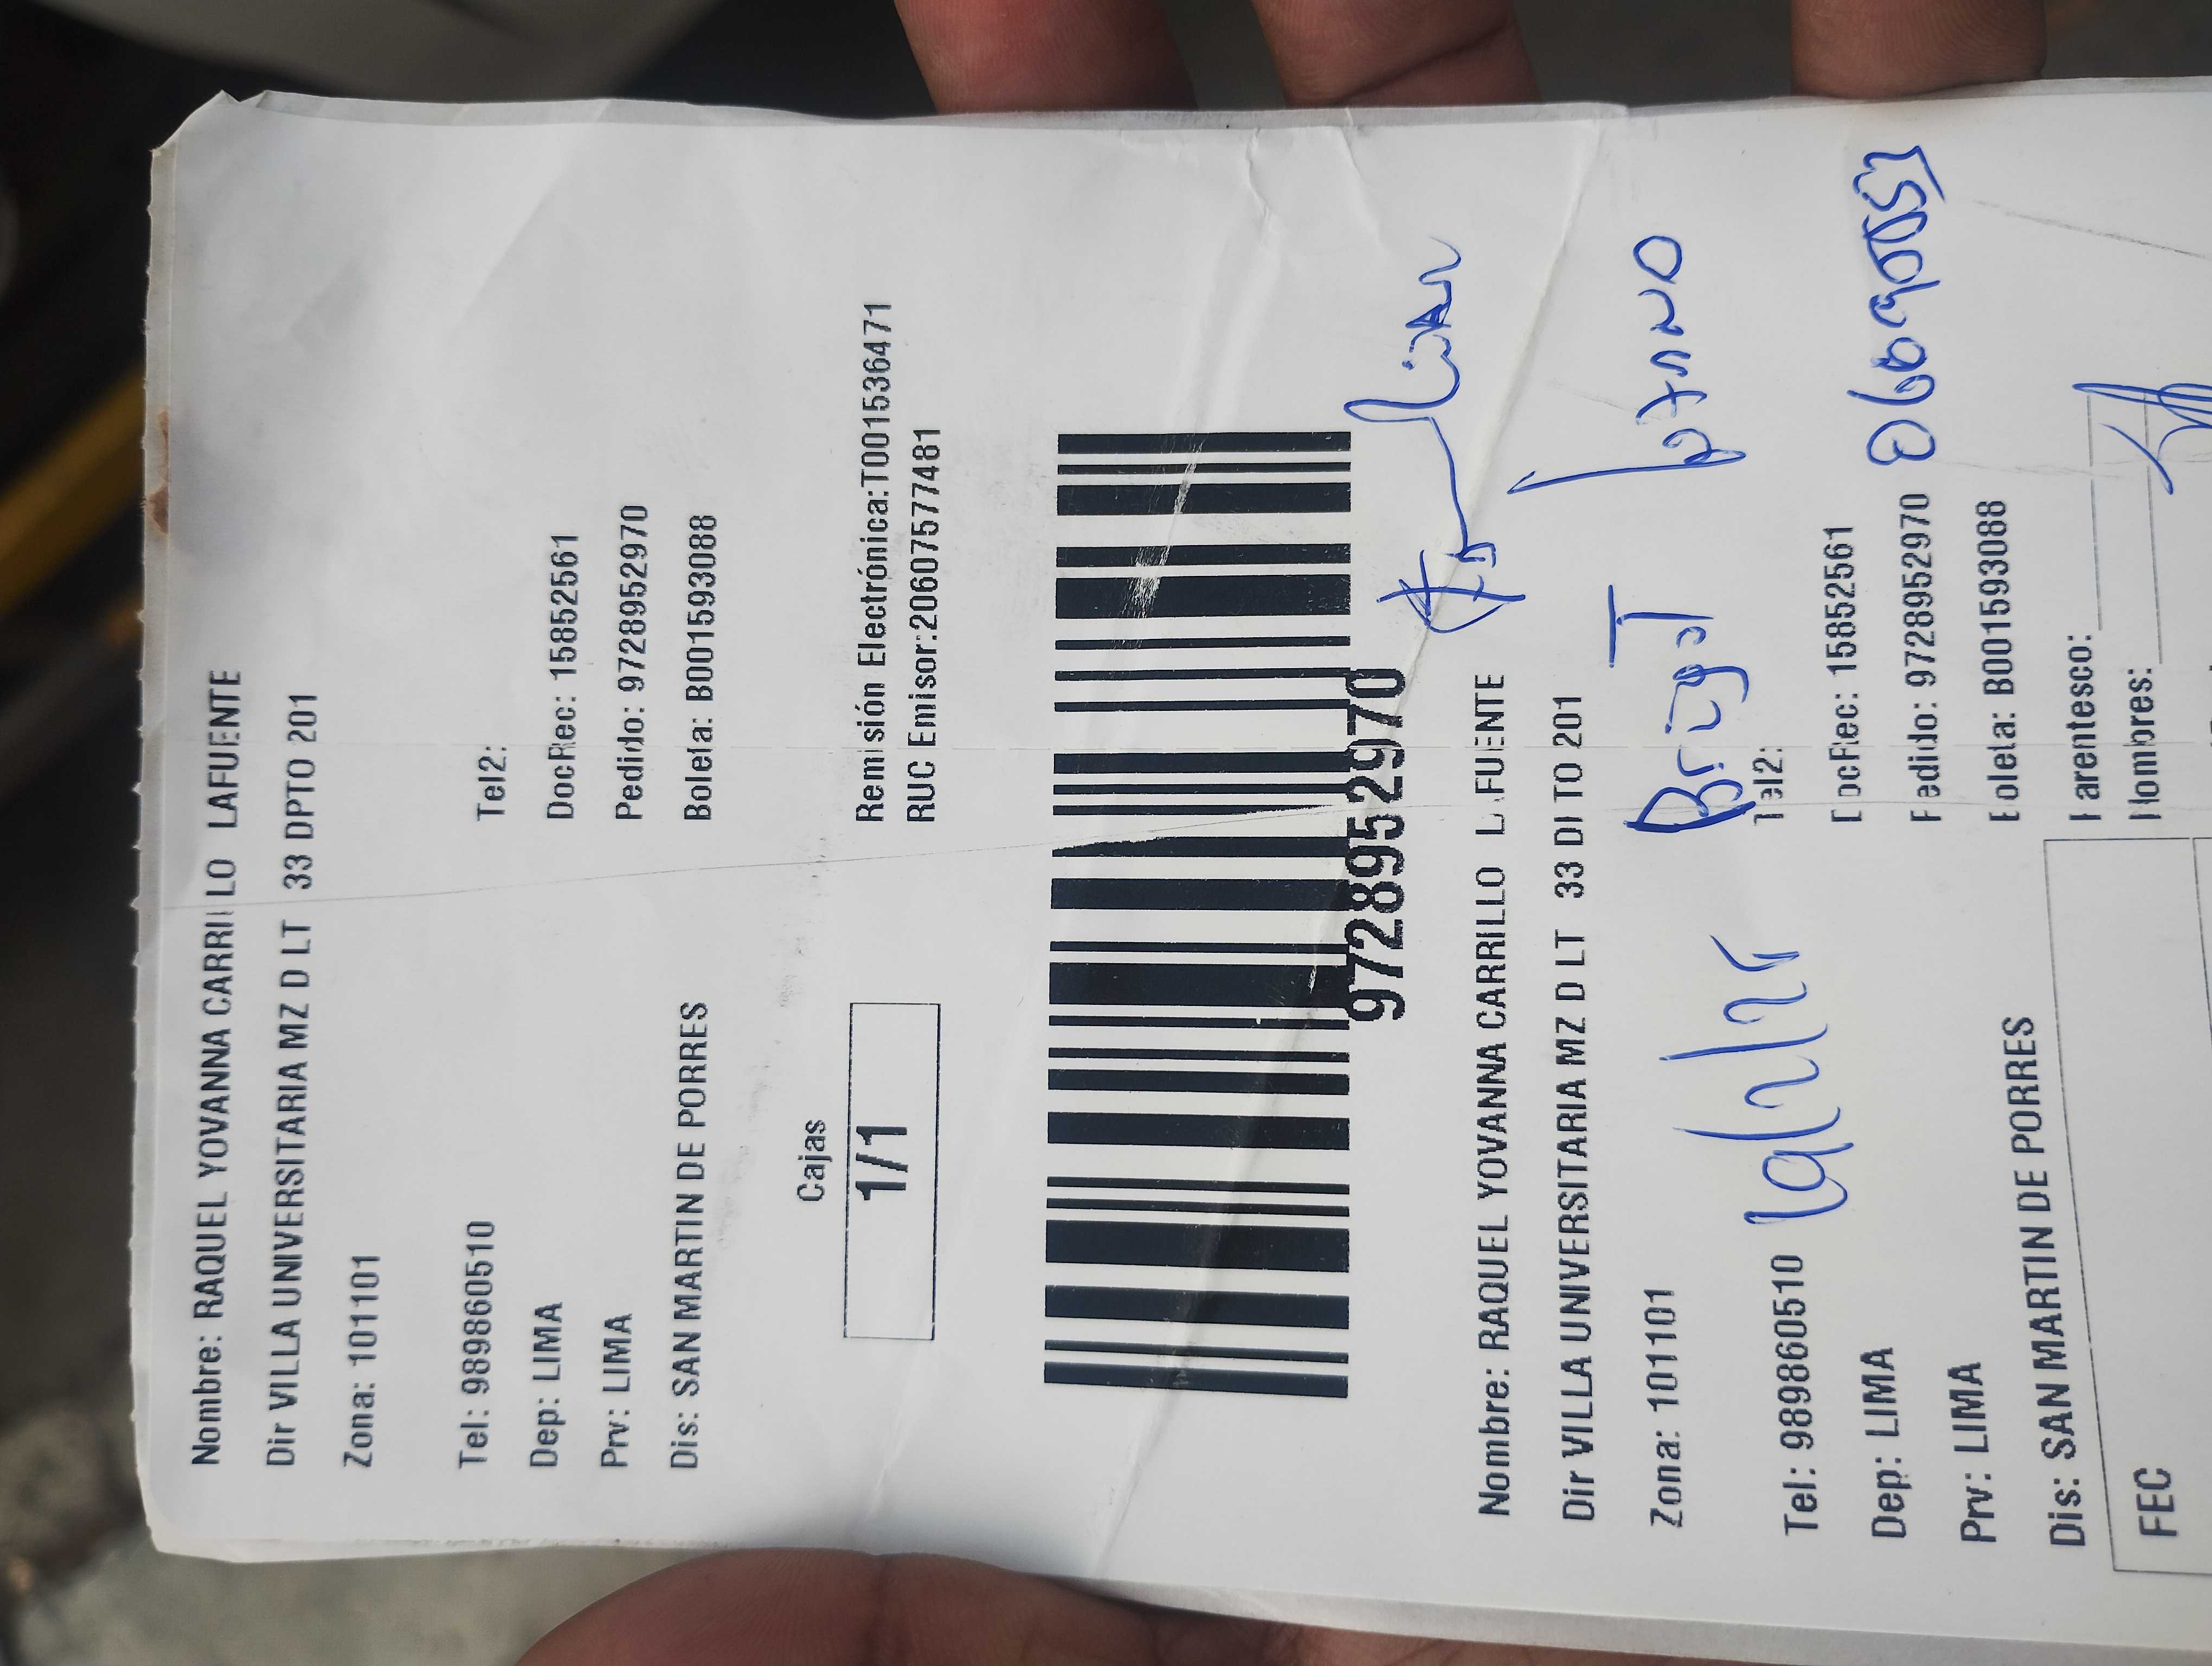 Nombre: RAQUEL YOVANNA CARRILLO LAFUENTE
Dir VILLA UNIVERSITARIA MZ D LT 33 DPTO 201
Zona: 101101
Tel: 989860510 Tel2:
Dep: LIMA DocRec: 15852561
Prv: LIMA Pedido: 9728952970
Dis: SAN MARTIN DE PORRES Boleta: B001593088
Cajas
1/1
Remisión Electrónica:T001536471
RUC Emisor:20607577481
9728952970
Nombre: RAQUEL YOVANNA CARRILLO LAFUENTE
Dir VILLA UNIVERSITARIA MZ D LT 33 DPTO 201
Zona: 101101
Tel: 989860510 Tel2:
Dep: LIMA DocRec: 15852561
Prv: LIMA Pedido: 9728952970
Dis: SAN MARTIN DE PORRES Boleta: B001593088
Parentesco:
Nombres:
FEC